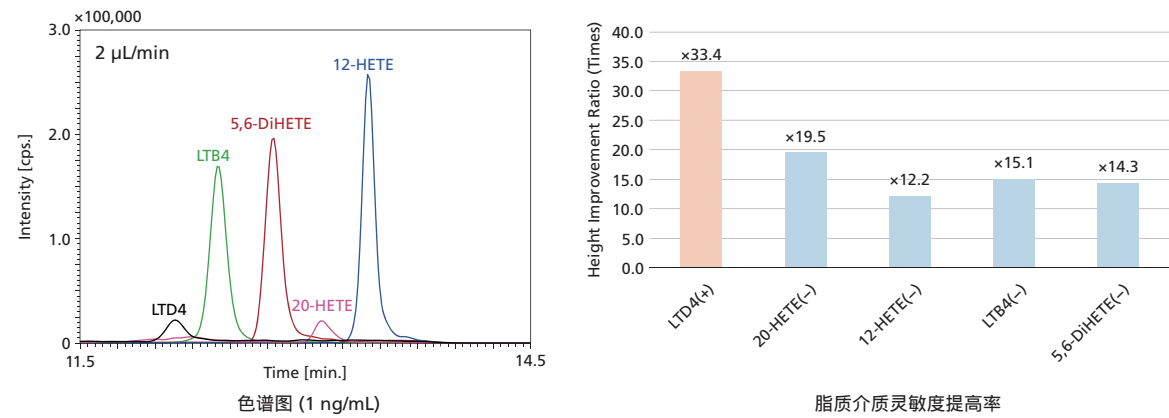 ×100,000
3.0
2 µL/min
12-HETE
5,6-DiHETE
LTB4
2.0
Intensity [cps.]
1.0
LTD4
20-HETE
0
11.5
14.5
Time [min.]
色谱图 (1 ng/mL)
Height Improvement Ratio (Times)
40.0
35.0
30.0
25.0
20.0
15.0
10.0
5.0
0.0
×33.4
×19.5
×12.2
×15.1
×14.3
LTD4(+)
20-HETE(−)
12-HETE(−)
LTB4(−)
5,6-DiHETE(−)
脂质介质灵敏度提高率